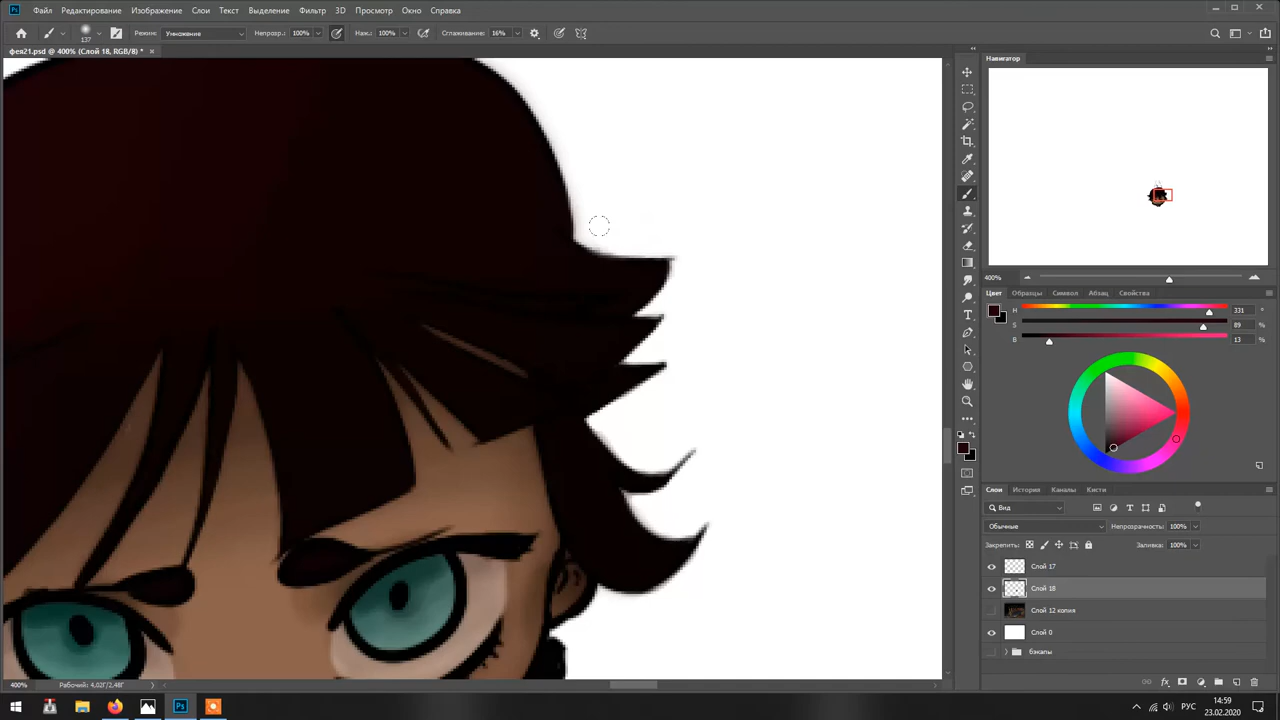 Файл Редактирование Изображение Слои Текст Выделение Фильтр 3D Просмотр Окно Справка
137 Режим: Умножение Непрозр.: 100% Наж.: 100% Сглаживание: 16%
фея21.psd @ 400% (Слой 18, RGB/8) *
Навигатор
400%
Цвет Образцы Символ Абзац Свойства
H 331 °
S 89 %
B 13 %
Слои История Каналы Кисти
Вид
Обычные Непрозрачность: 100%
Закрепить: Заливка: 100%
Слой 17
Слой 18
Слой 12 копия
Слой 0
бэкапы
400% Рабочий: 4,02Г/2,48Г
Ps РУС 14:59
23.02.2020